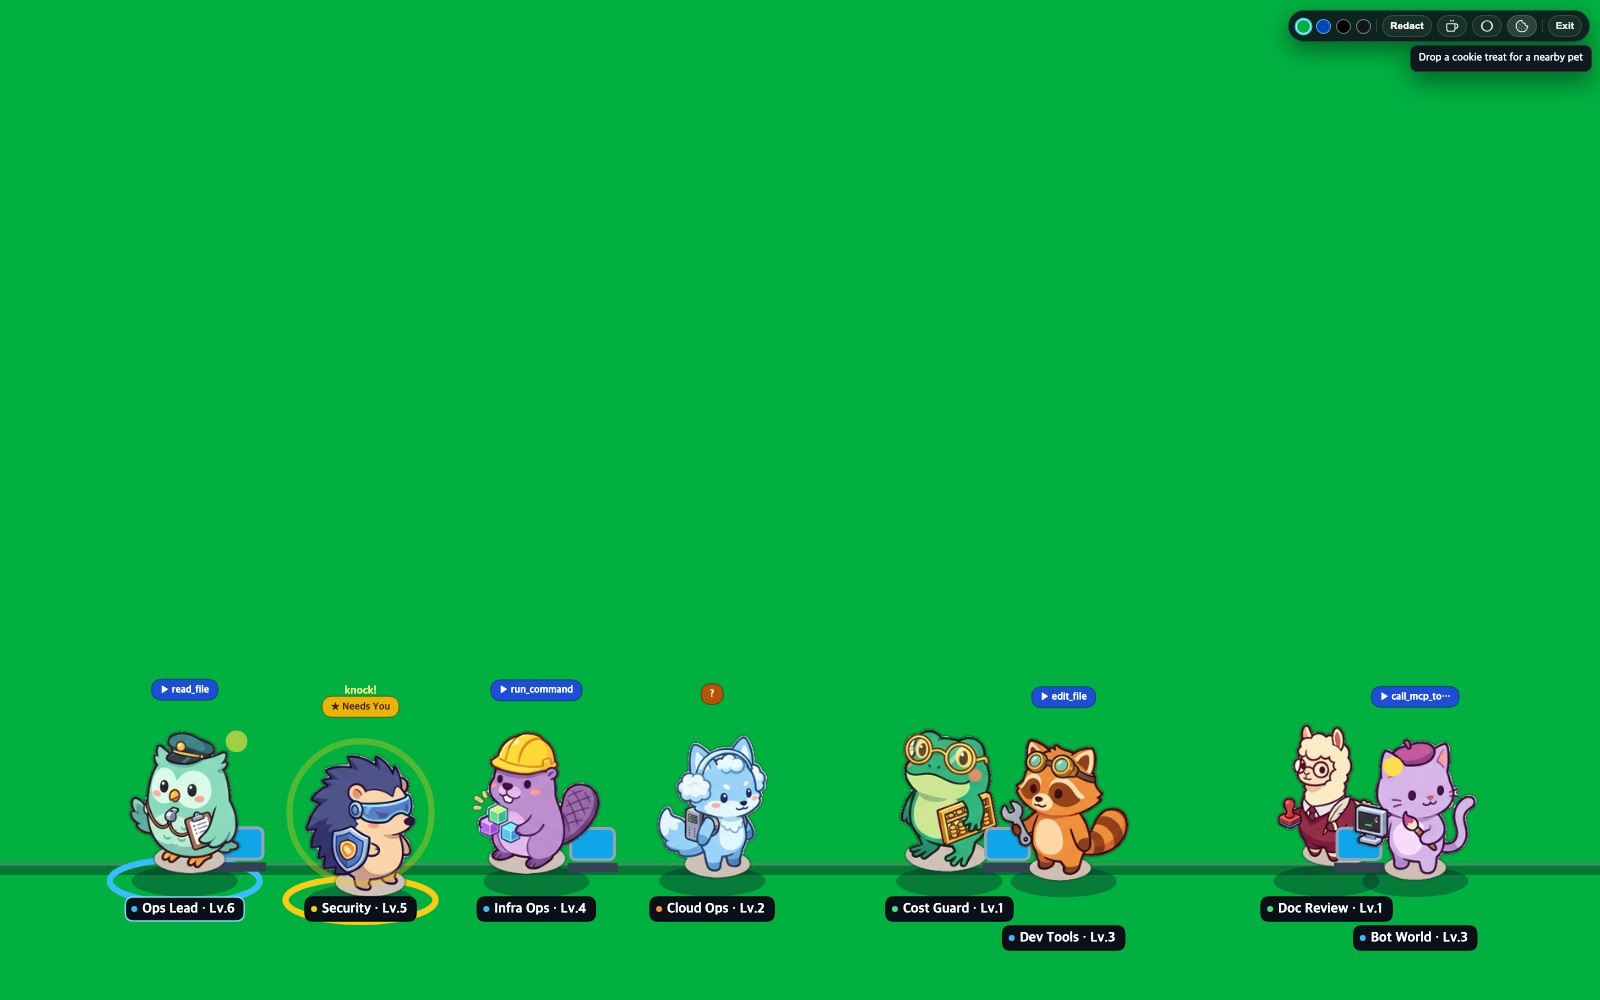 Redact
Exit
Drop a cookie treat for a nearby pet
▶ read_file
knock!
★ Needs You
▶ run_command
?
▶ edit_file
▶ call_mcp_to…
Ops Lead · Lv.6
Security · Lv.5
Infra Ops · Lv.4
Cloud Ops · Lv.2
Cost Guard · Lv.1
Dev Tools · Lv.3
Doc Review · Lv.1
Bot World · Lv.3